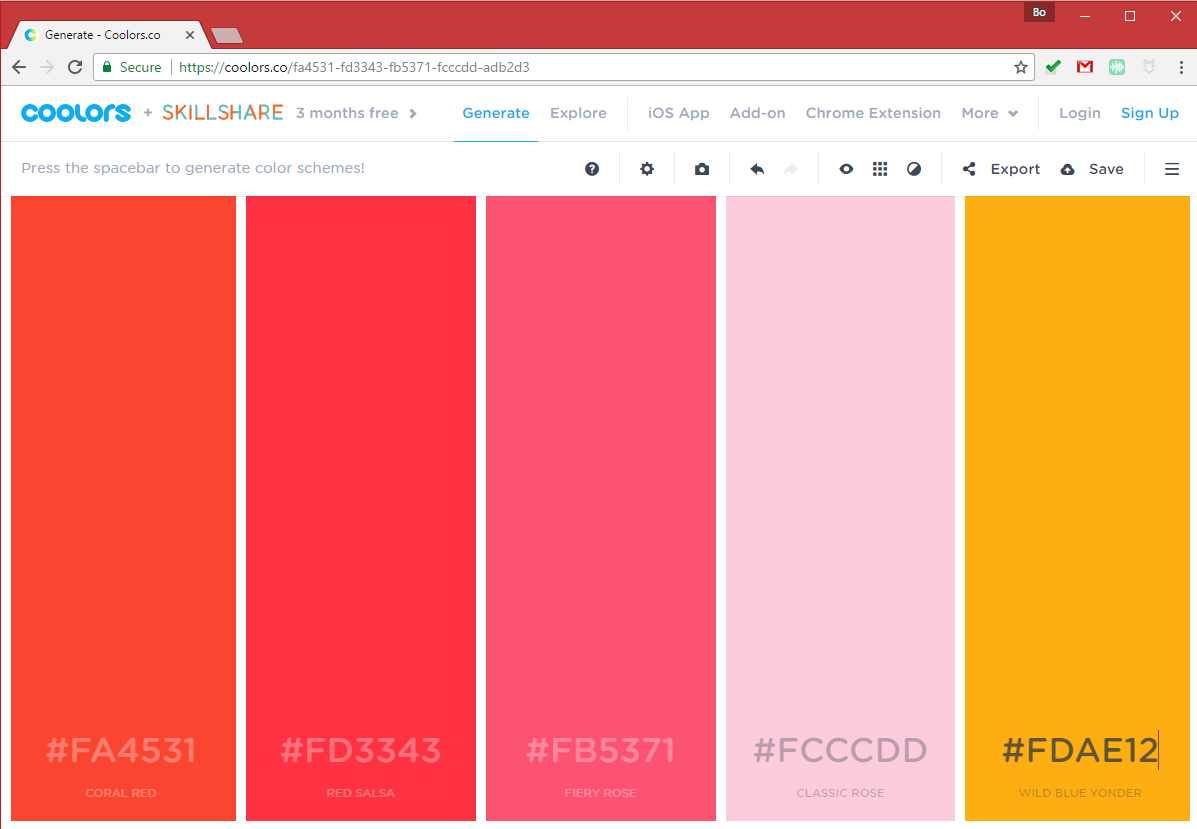 Bo
Generate - Coolors.co
Secure https://coolors.co/fa4531-fd3343-fb5371-fcccdd-adb2d3
coolors + SKILLSHARE 3 months free Generate Explore iOS App Add-on Chrome Extension More Login Sign Up
Press the spacebar to generate color schemes! Export Save
#FA4531 #FD3343 #FB5371 #FCCCDD #FDAE12
CORAL RED RED SALSA FIERY ROSE CLASSIC ROSE WILD BLUE YONDER